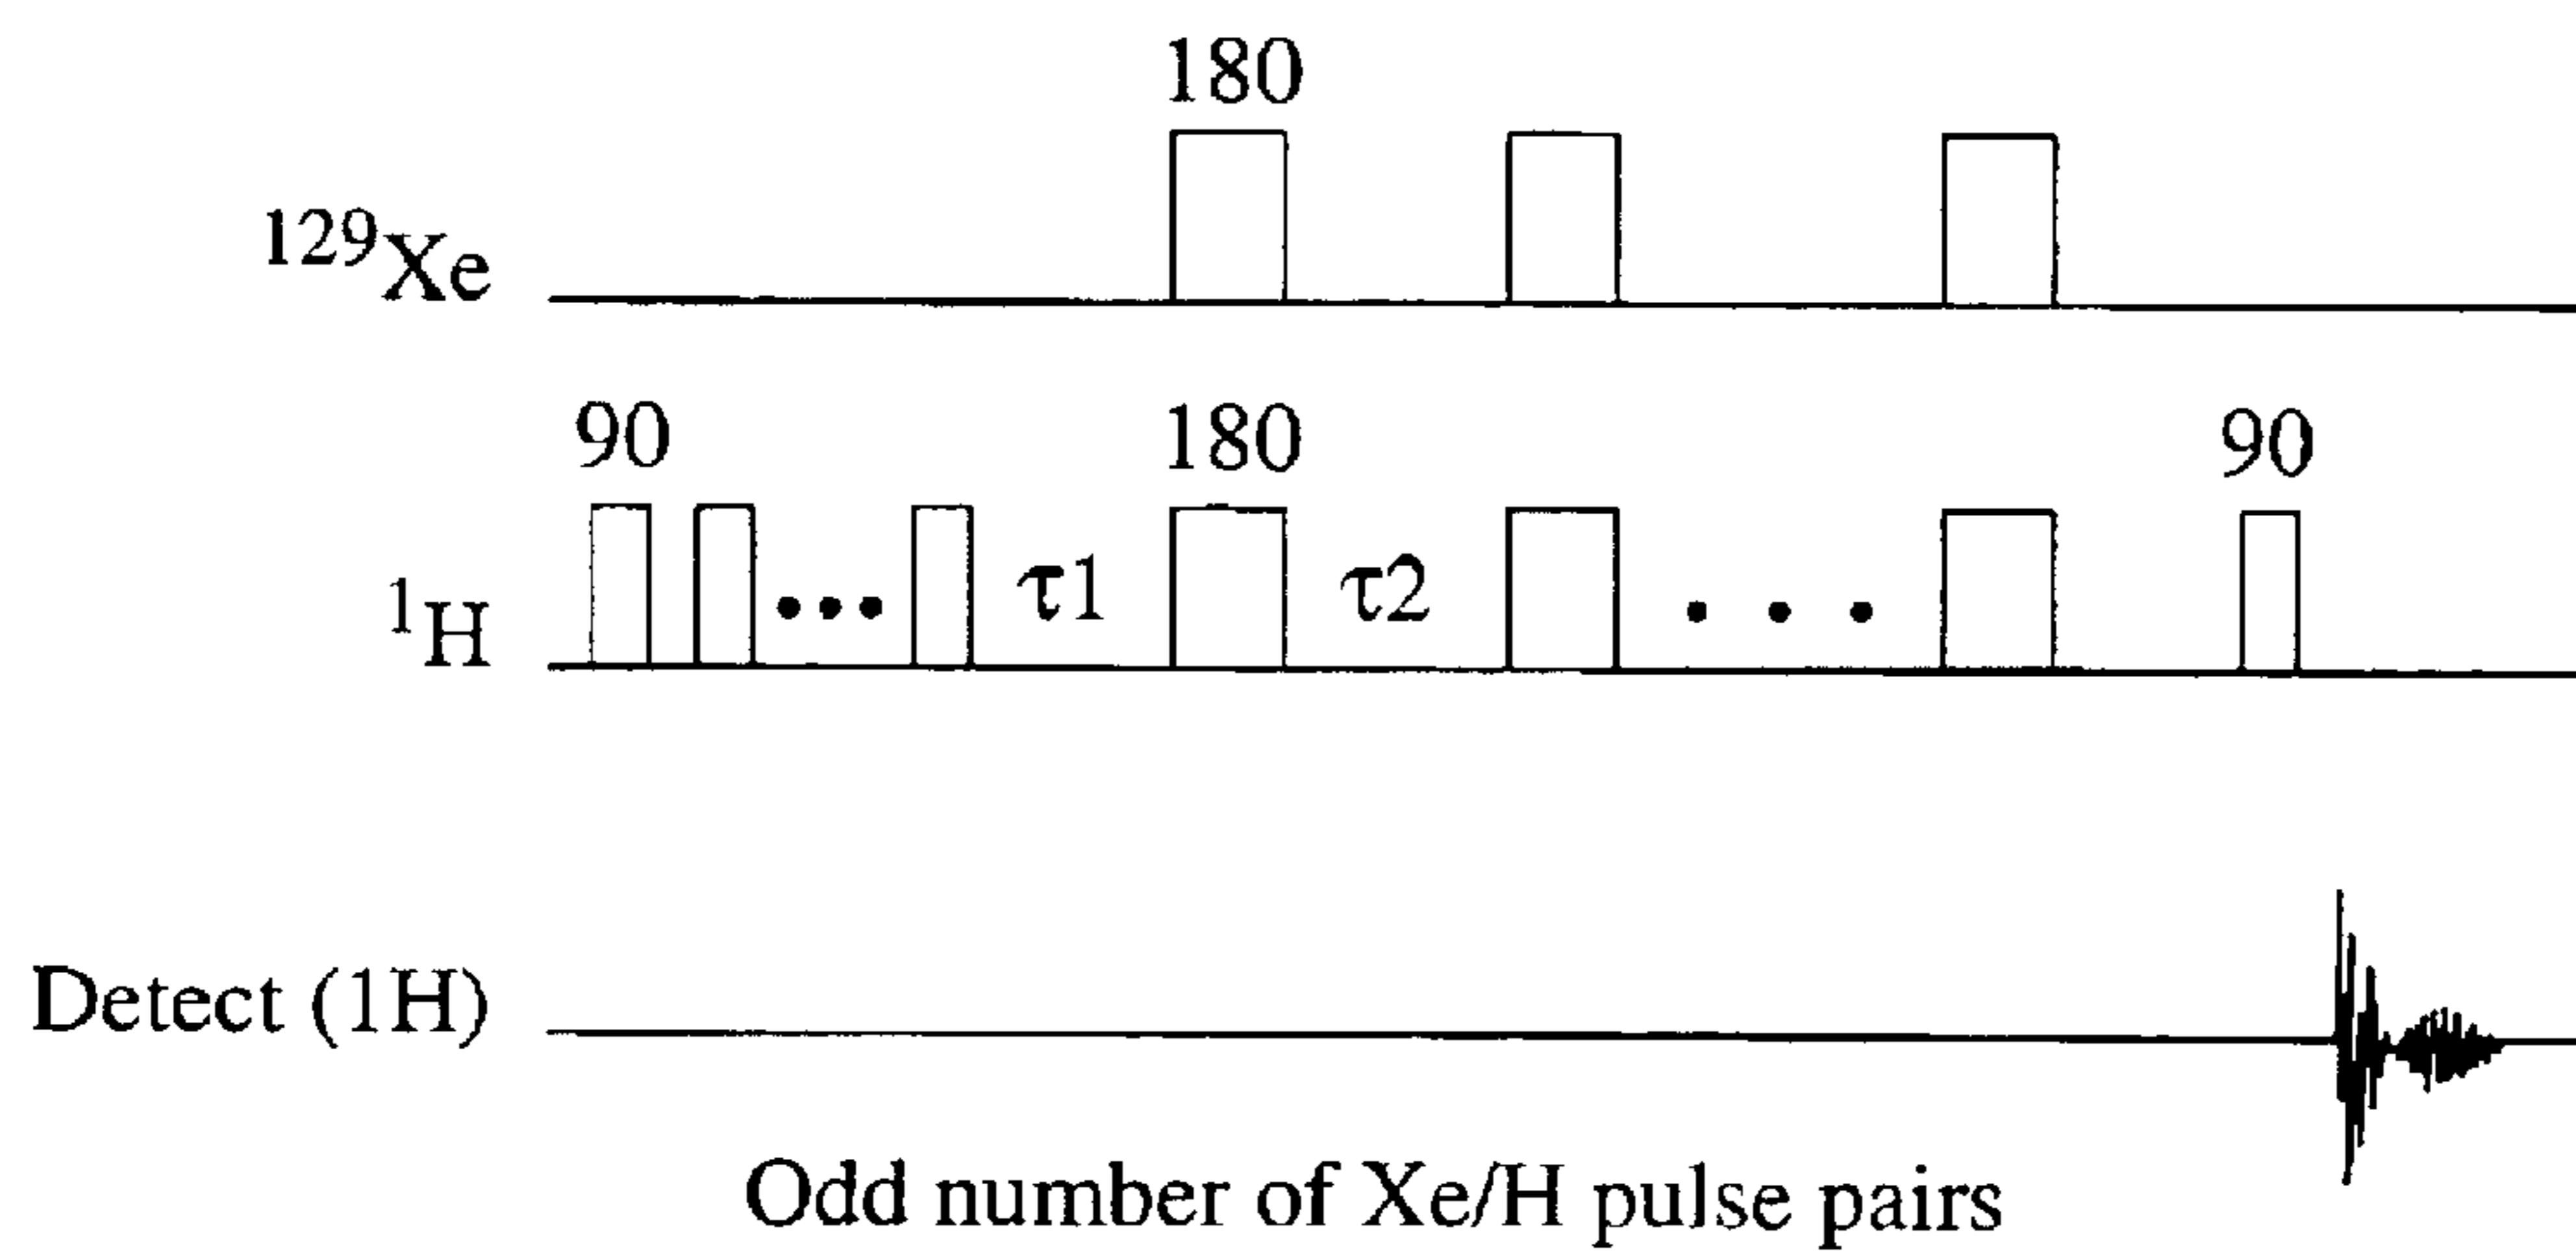 180
¹²⁹Xe
90 180 90
¹H ••• τ1 τ2 • • •
Detect (1H)
Odd number of Xe/H pulse pairs